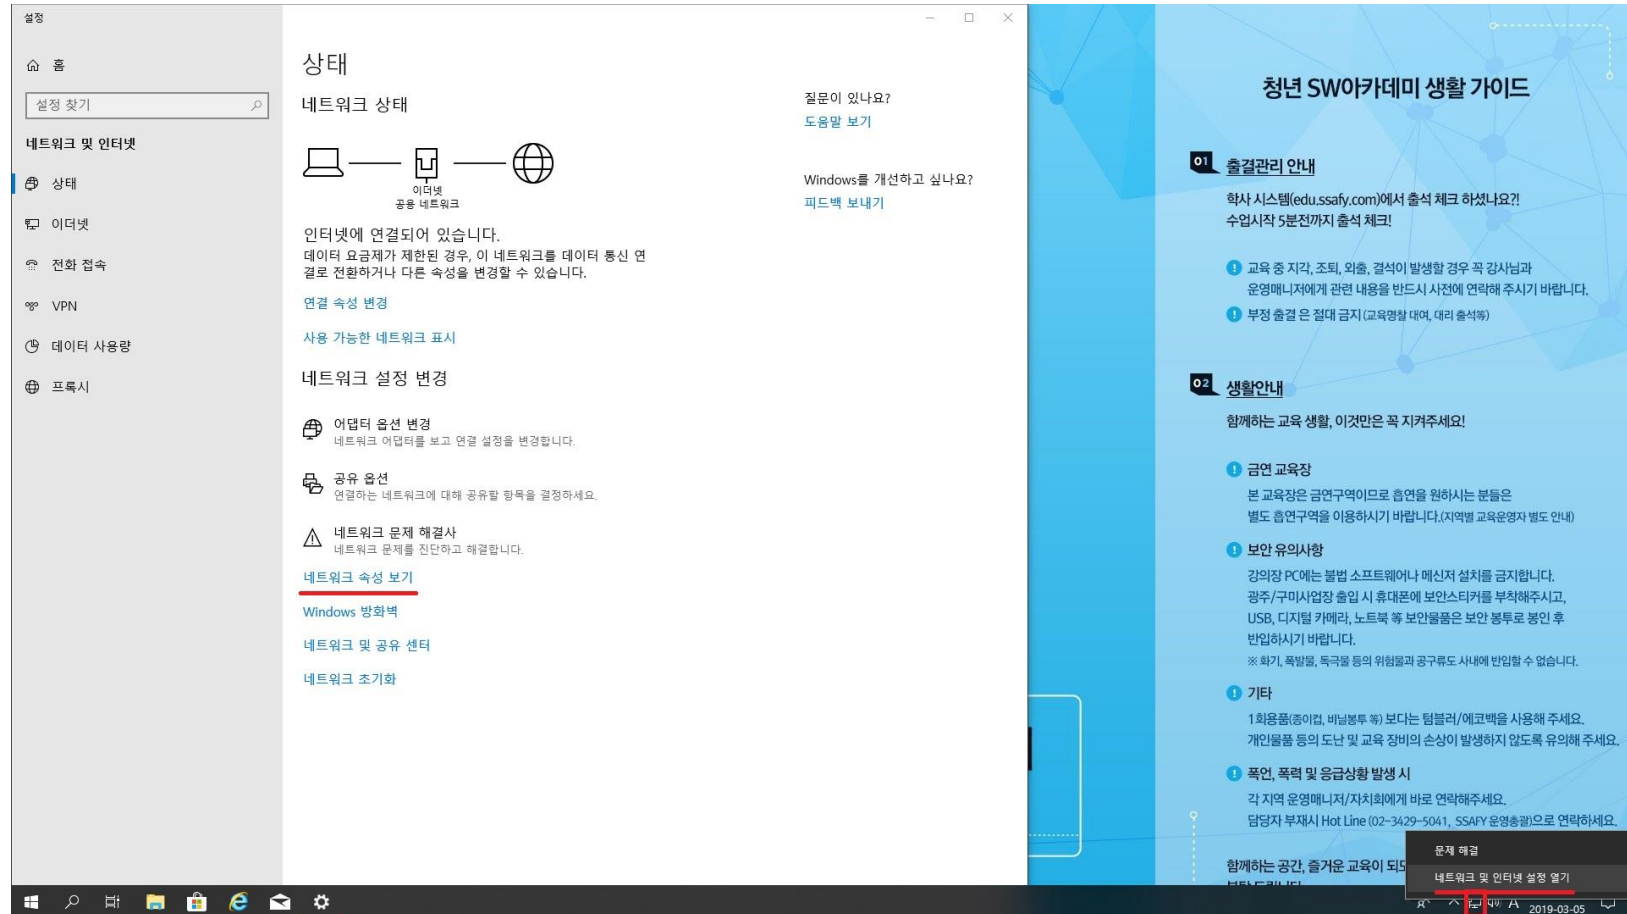 설정
홈
설정 찾기
네트워크 및 인터넷
상태
이더넷
전화 접속
VPN
데이터 사용량
프록시
상태
네트워크 상태
이더넷
공용 네트워크
인터넷에 연결되어 있습니다.
데이터 요금제가 제한된 경우, 이 네트워크를 데이터 통신 연
결로 전환하거나 다른 속성을 변경할 수 있습니다.
연결 속성 변경
사용 가능한 네트워크 표시
네트워크 설정 변경
어댑터 옵션 변경
네트워크 어댑터를 보고 연결 설정을 변경합니다.
공유 옵션
연결하는 네트워크에 대해 공유할 항목을 결정하세요.
네트워크 문제 해결사
네트워크 문제를 진단하고 해결합니다.
네트워크 속성 보기
Windows 방화벽
네트워크 및 공유 센터
네트워크 초기화
질문이 있나요?
도움말 보기
Windows를 개선하고 싶나요?
피드백 보내기
청년 SW아카데미 생활 가이드
01 출결관리 안내
학사 시스템(edu.ssafy.com)에서 출석 체크 하셨나요?!
수업시작 5분전까지 출석 체크!
교육 중 지각, 조퇴, 외출, 결석이 발생할 경우 꼭 강사님과
운영매니저에게 관련 내용을 반드시 사전에 연락해 주시기 바랍니다.
부정 출결 은 절대 금지 (교육명찰 대여, 대리 출석等)
02 생활안내
함께하는 교육 생활, 이것만은 꼭 지켜주세요!
금연 교육장
본 교육장은 금연구역이므로 흡연을 원하시는 분들은
별도 흡연구역을 이용하시기 바랍니다.(지역별 교육운영자 별도 안내)
보안 유의사항
강의장 PC에는 불법 소프트웨어나 메신저 설치를 금지합니다.
광주/구미사업장 출입 시 휴대폰에 보안스티커를 부착해주시고,
USB, 디지털 카메라, 노트북 등 보안물품은 보안 봉투로 봉인 후
반입하시기 바랍니다.
※ 화기, 폭발물, 독극물 등의 위험물과 공구류도 사내에 반입할 수 없습니다.
기타
1회용품(종이컵, 비닐봉투 등) 보다는 텀블러/에코백을 사용해 주세요.
개인물품 등의 도난 및 교육 장비의 손상이 발생하지 않도록 유의해 주세요.
폭언, 폭력 및 응급상황 발생 시
각 지역 운영매니저/자치회에게 바로 연락해주세요.
담당자 부재시 Hot Line (02-3429-5041, SSAFY 운영총괄)으로 연락하세요.
함께하는 공간, 즐거운 교육이 되도
문제 해결
네트워크 및 인터넷 설정 열기
A
2019-03-05